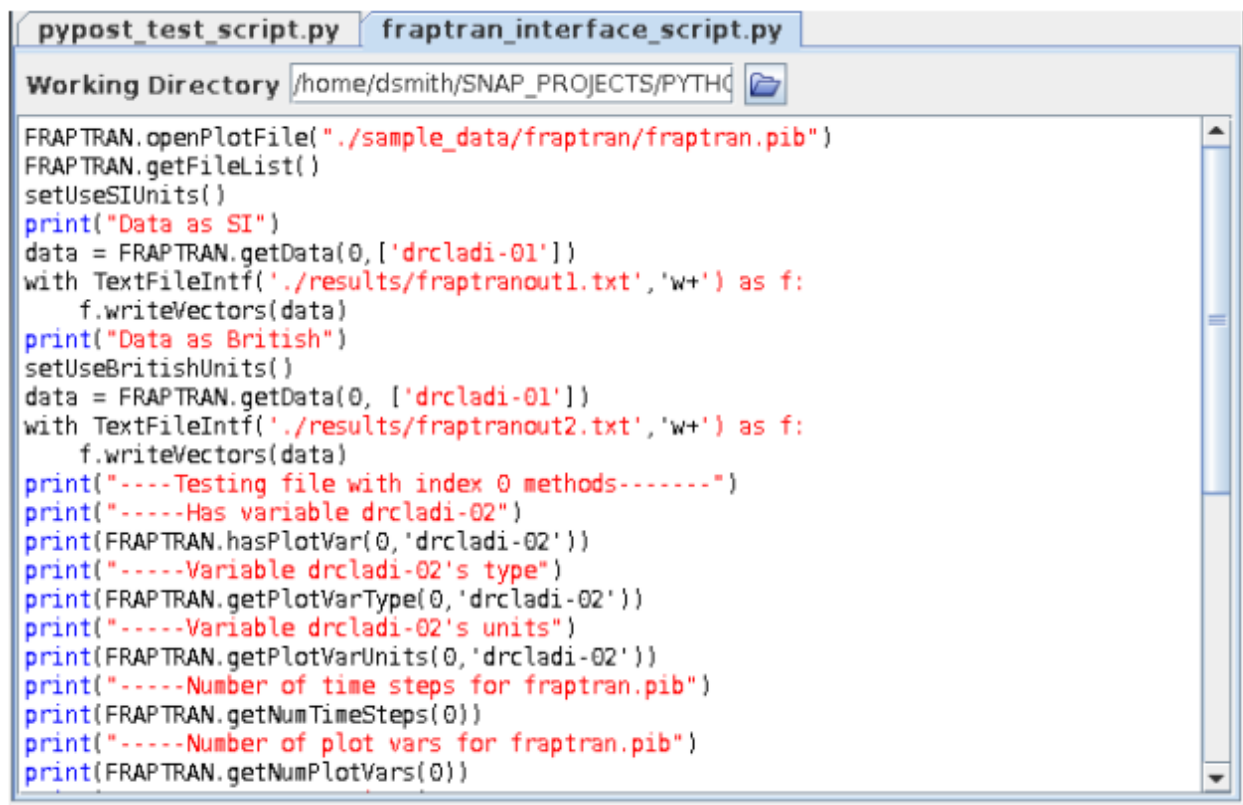 pypost_test_script.py fraptran_interface_script.py
Working Directory /home/dsmith/SNAP_PROJECTS/PYTHO
FRAPTRAN.openPlotFile("./sample_data/fraptran/fraptran.pib")
FRAPTRAN.getFileList()
setUseSIUnits()
print("Data as SI")
data = FRAPTRAN.getData(0,['drcladi-01'])
with TextFileIntf('./results/fraptranout1.txt','w+') as f:
    f.writeVectors(data)
print("Data as British")
setUseBritishUnits()
data = FRAPTRAN.getData(0, ['drcladi-01'])
with TextFileIntf('./results/fraptranout2.txt','w+') as f:
    f.writeVectors(data)
print("----Testing file with index 0 methods-------")
print("-----Has variable drcladi-02")
print(FRAPTRAN.hasPlotVar(0,'drcladi-02'))
print("-----Variable drcladi-02's type")
print(FRAPTRAN.getPlotVarType(0,'drcladi-02'))
print("-----Variable drcladi-02's units")
print(FRAPTRAN.getPlotVarUnits(0,'drcladi-02'))
print("-----Number of time steps for fraptran.pib")
print(FRAPTRAN.getNumTimeSteps(0))
print("-----Number of plot vars for fraptran.pib")
print(FRAPTRAN.getNumPlotVars(0))